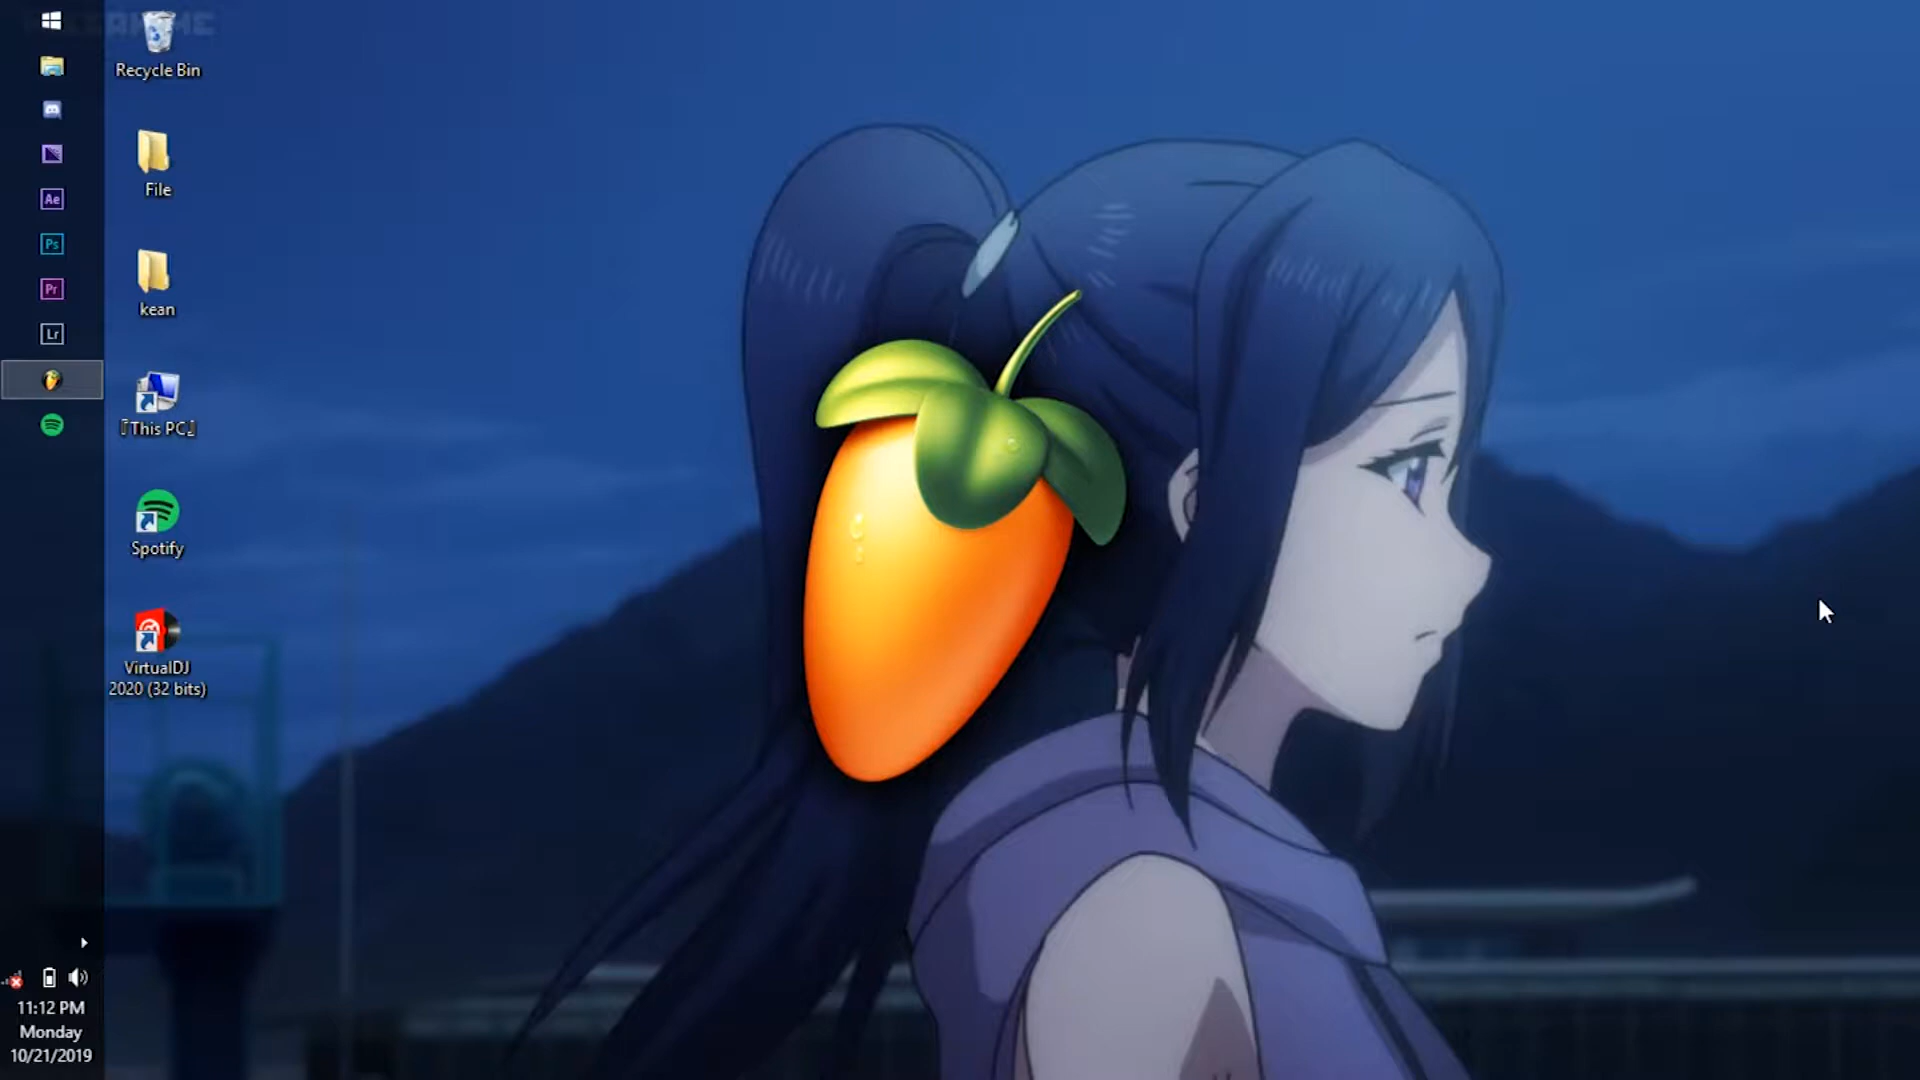 Recycle Bin
File
kean
『This PC』
Spotify
VirtualDJ
2020 (32 bits)
Ae
Ps
Pr
Lr
11:12 PM
Monday
10/21/2019